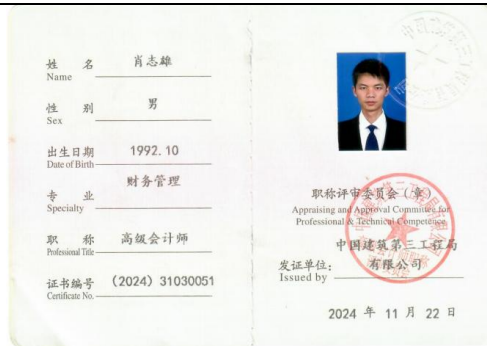 姓 名 肖志雄
Name
性 别 男
Sex
出生日期 1992.10
Date of Birth
专 业 财务管理
Specialty
职 称 高级会计师
Professional Title
证书编号 (2024) 31030051
Certificate No.
职称评审委员会(章)
Appraising and Approval Committee for
Professional & Technical Competence
中国建筑第三工程局
发证单位: 有限公司
Issued by
2024 年 11 月 22 日